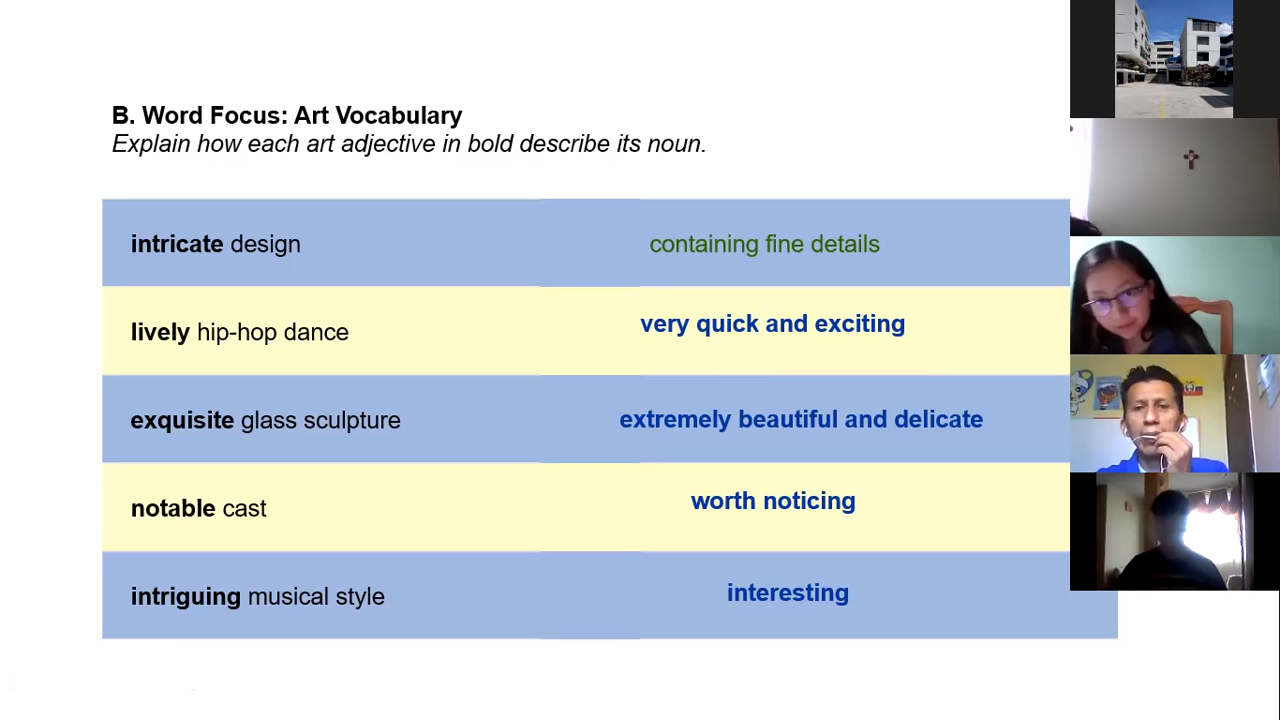 B. Word Focus: Art Vocabulary
Explain how each art adjective in bold describe its noun.
intricate design containing fine details
lively hip-hop dance very quick and exciting
exquisite glass sculpture extremely beautiful and delicate
notable cast worth noticing
intriguing musical style interesting